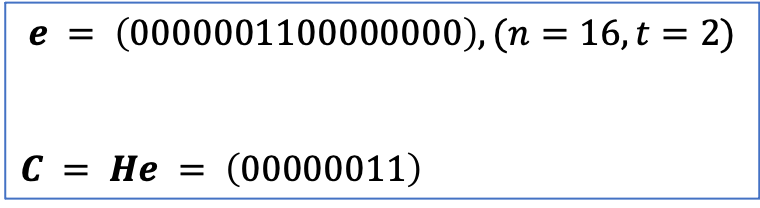 e = (0000001100000000), (n = 16, t = 2)
C = He = (00000011)